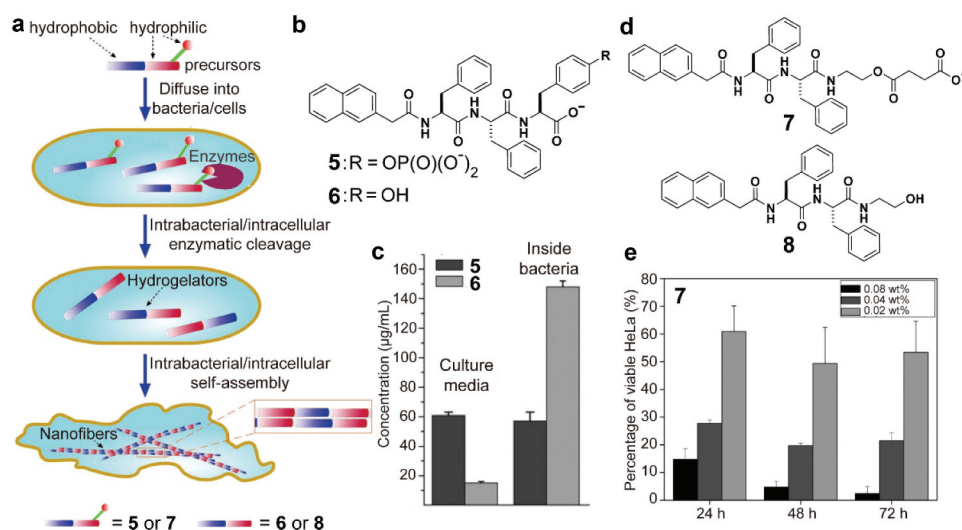 a
hydrophobic
hydrophilic
precursors
Diffuse into
bacteria/cells
Enzymes
Intrabacterial/intracellular
enzymatic cleavage
Hydrogelators
Intrabacterial/intracellular
self-assembly
Nanofibers
= 5 or 7
= 6 or 8
b
R
O
O
O
O⁻
N
H
H
N
O
N
H
O
5: R = OP(O)(O⁻)₂
6: R = OH
c
5
6
Inside
bacteria
Culture
media
Concentration (µg/mL)
160
140
120
100
80
60
40
20
d
O
N
H
O
H
N
O
N
H
O
O
O
7
O
N
H
O
H
N
O
N
H
OH
8
e
7
0.08 wt%
0.04 wt%
0.02 wt%
Percentage of viable HeLa (%)
80
70
60
50
40
30
20
10
0
24 h
48 h
72 h